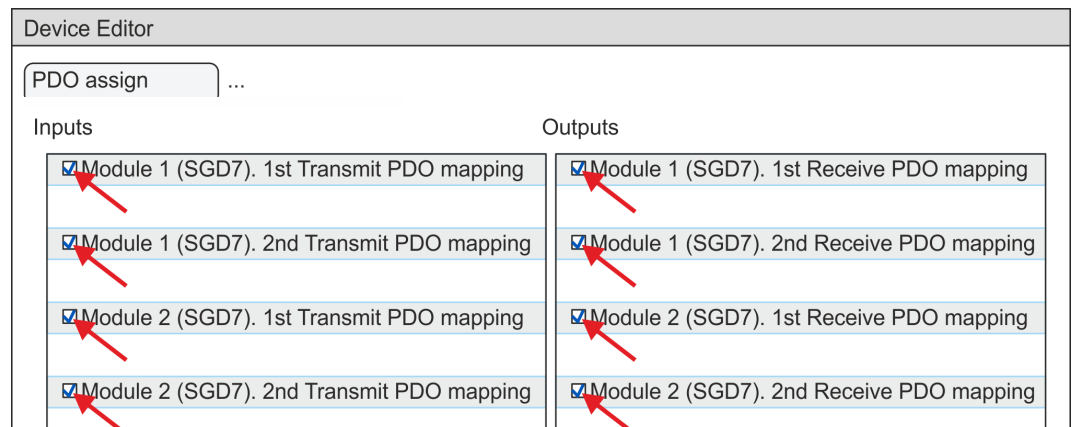 Device Editor
PDO assign ...
Inputs
Outputs
Module 1 (SGD7). 1st Transmit PDO mapping
Module 1 (SGD7). 1st Receive PDO mapping
Module 1 (SGD7). 2nd Transmit PDO mapping
Module 1 (SGD7). 2nd Receive PDO mapping
Module 2 (SGD7). 1st Transmit PDO mapping
Module 2 (SGD7). 1st Receive PDO mapping
Module 2 (SGD7). 2nd Transmit PDO mapping
Module 2 (SGD7). 2nd Receive PDO mapping